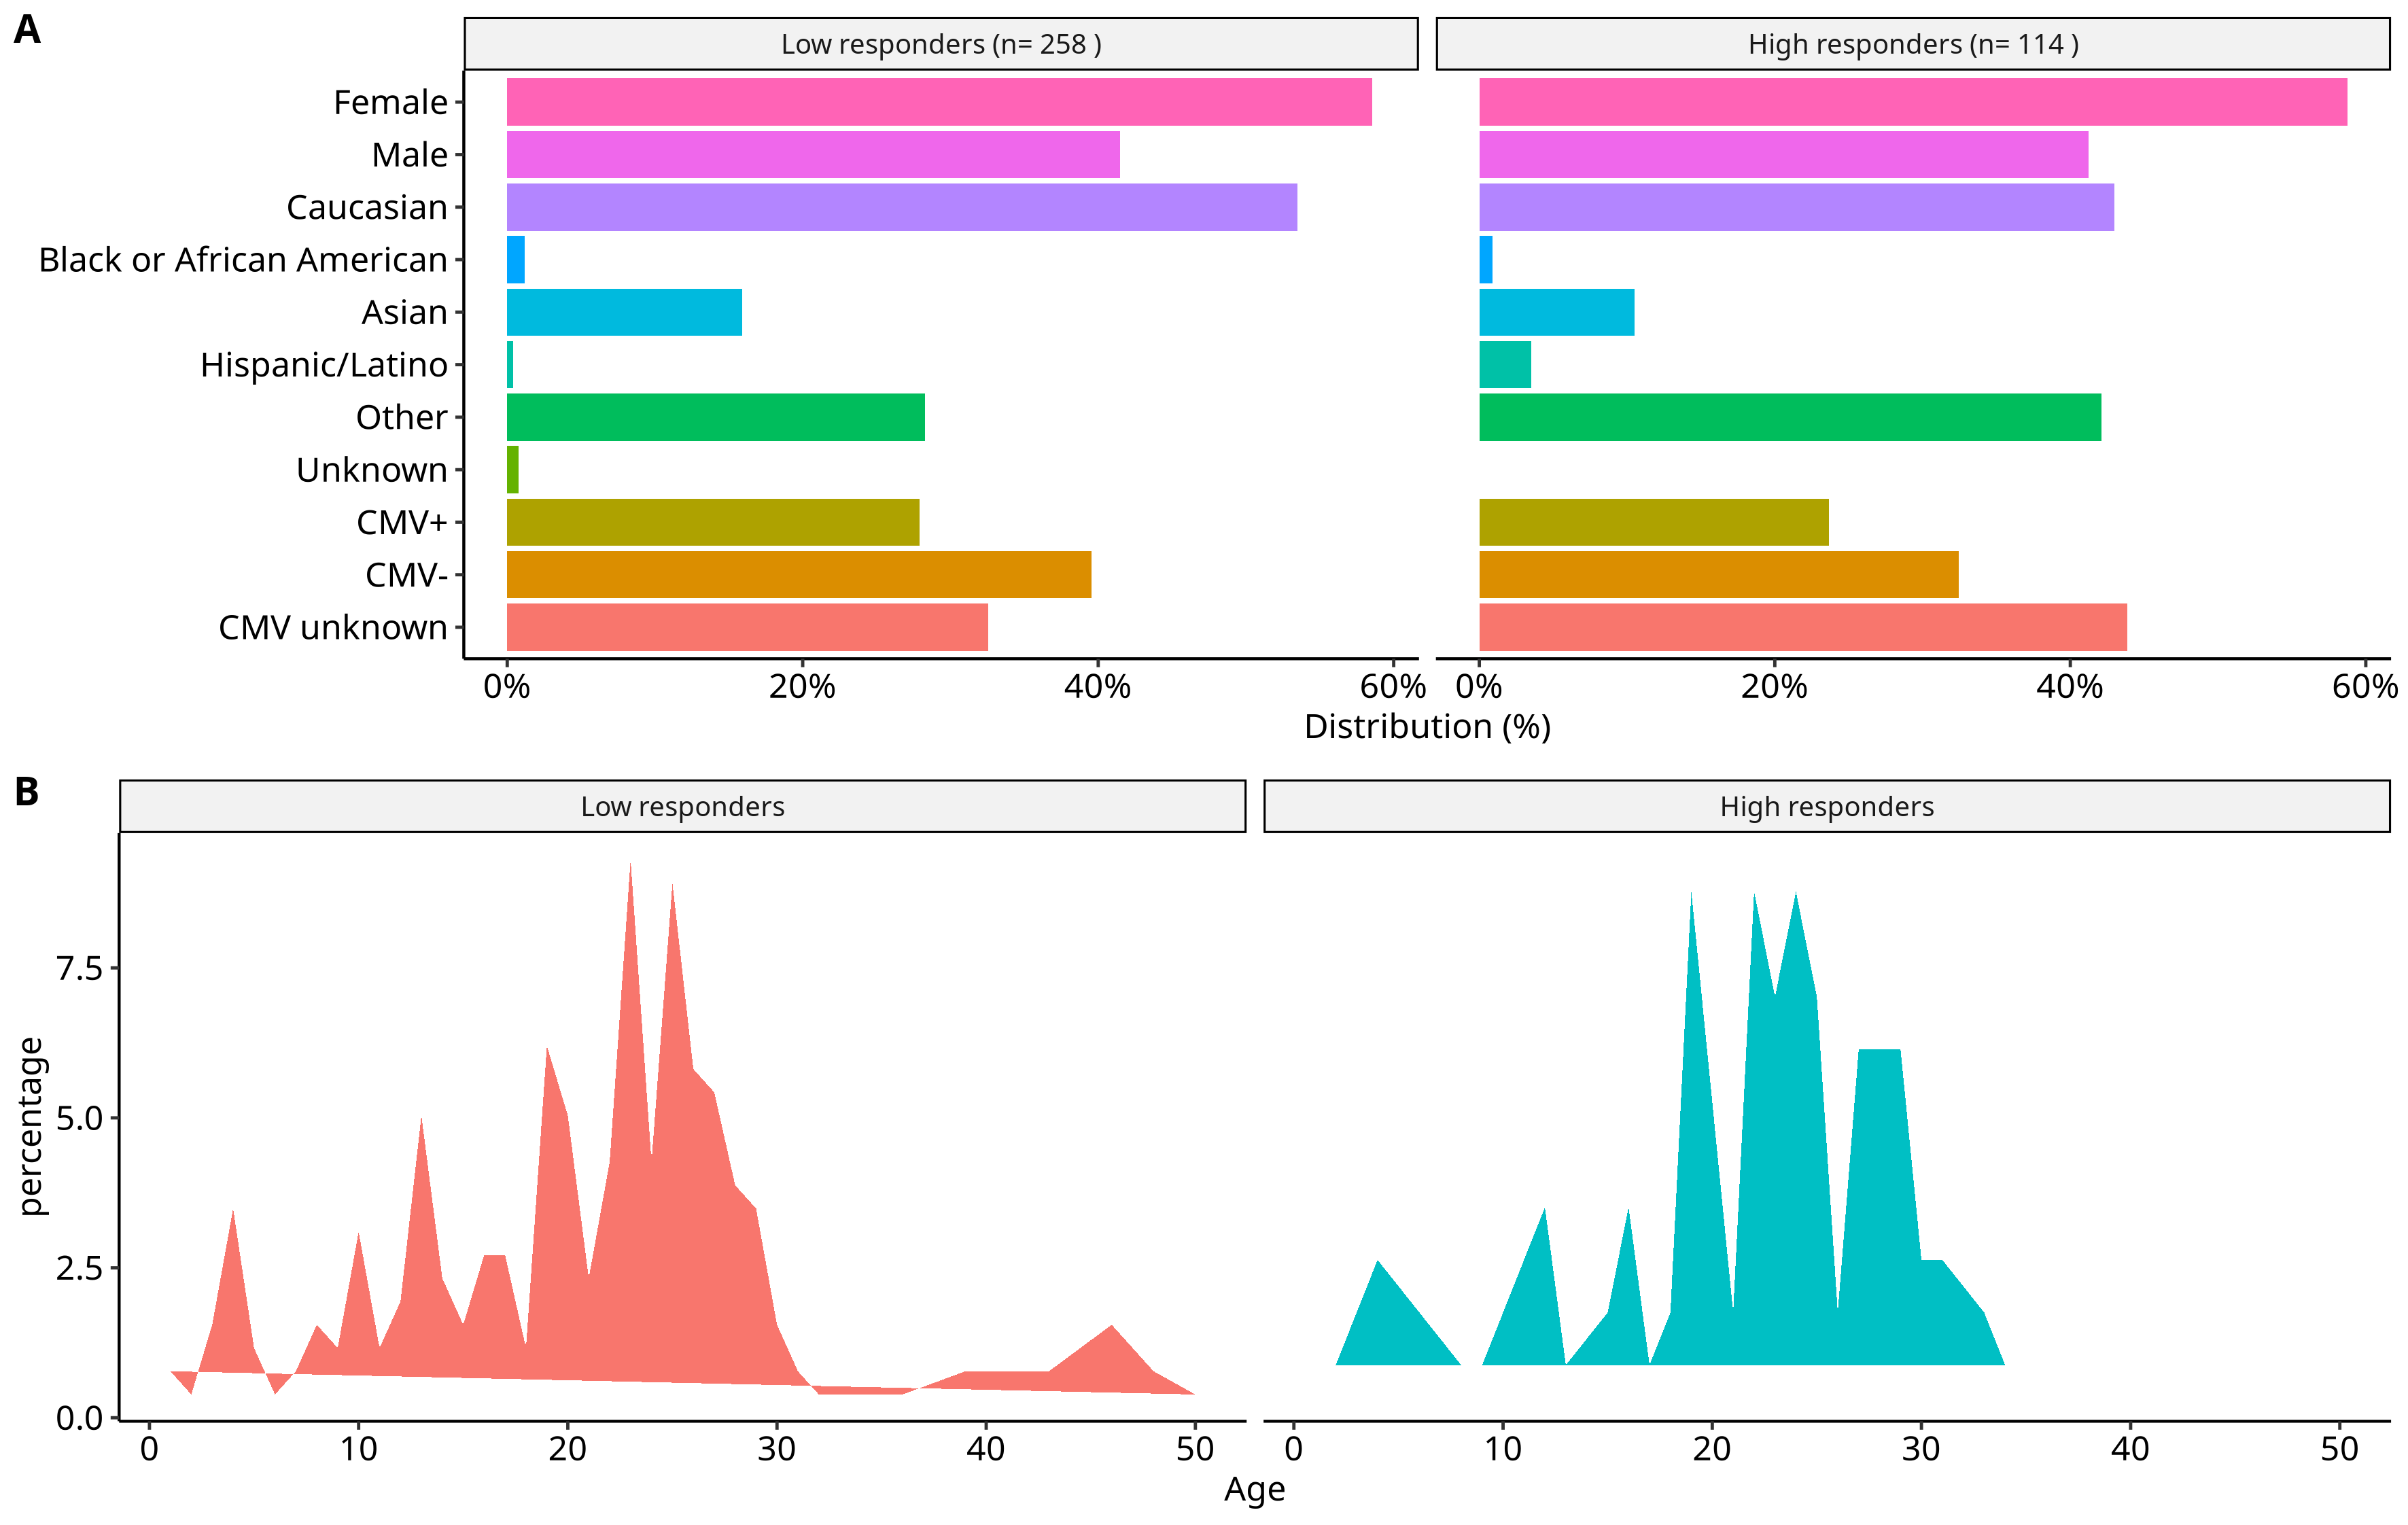 A
Low responders (n= 258 )
High responders (n= 114 )
Female
Male
Caucasian
Black or African American
Asian
Hispanic/Latino
Other
Unknown
CMV+
CMV-
CMV unknown
0% 20% 40% 60% 0% 20% 40% 60%
Distribution (%)
B
Low responders
High responders
percentage
7.5
5.0
2.5
0.0
0 10 20 30 40 50 0 10 20 30 40 50
Age